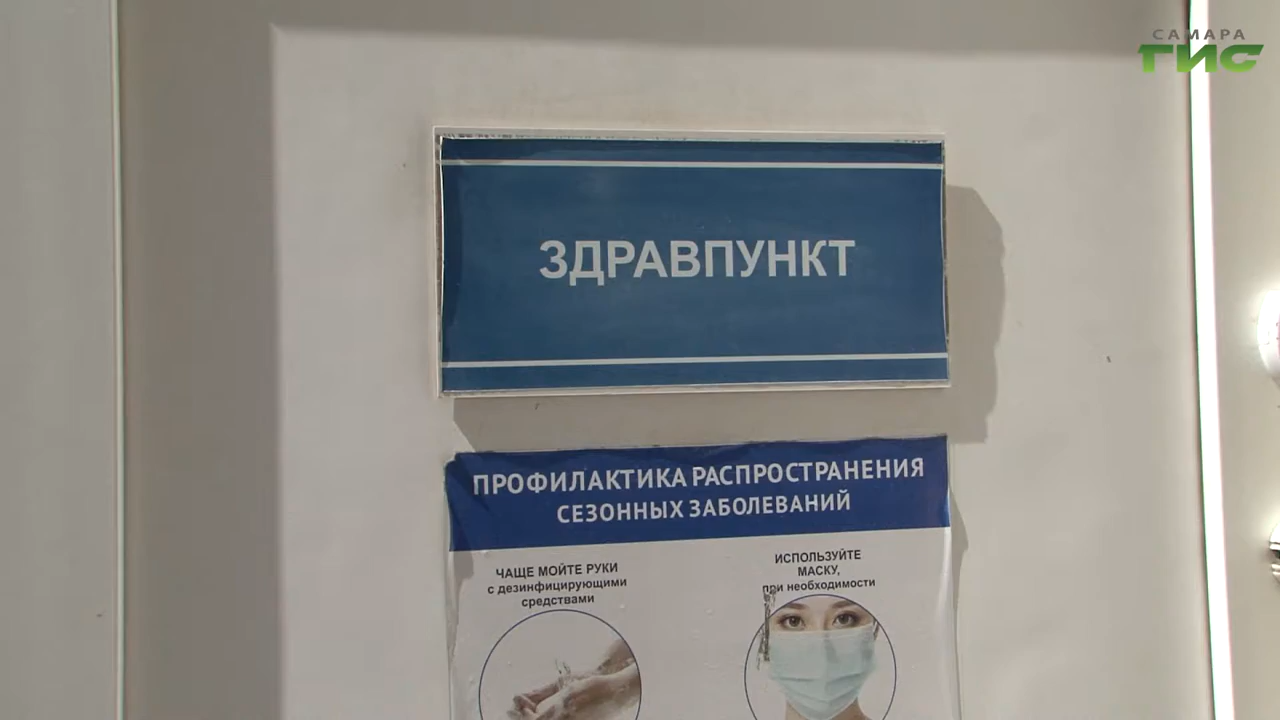 САМАРА
ГИС
ЗДРАВПУНКТ
ПРОФИЛАКТИКА РАСПРОСТРАНЕНИЯ
СЕЗОННЫХ ЗАБОЛЕВАНИЙ
ЧАЩЕ МОЙТЕ РУКИ
с дезинфицирующими
средствами
ИСПОЛЬЗУЙТЕ
МАСКУ,
при необходимости